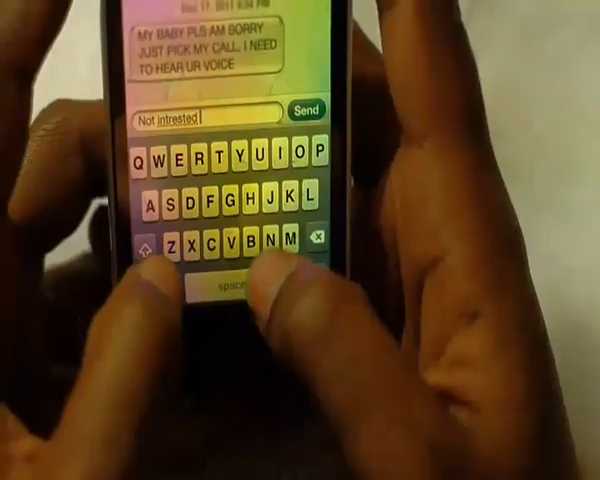 MY BABY PLS AM SORRY
JUST PICK MY CALL, I NEED
TO HEAR UR VOICE
Not intrested
Send
Q W E R T Y U I O P
A S D F G H J K L
Z X C V B N M
space